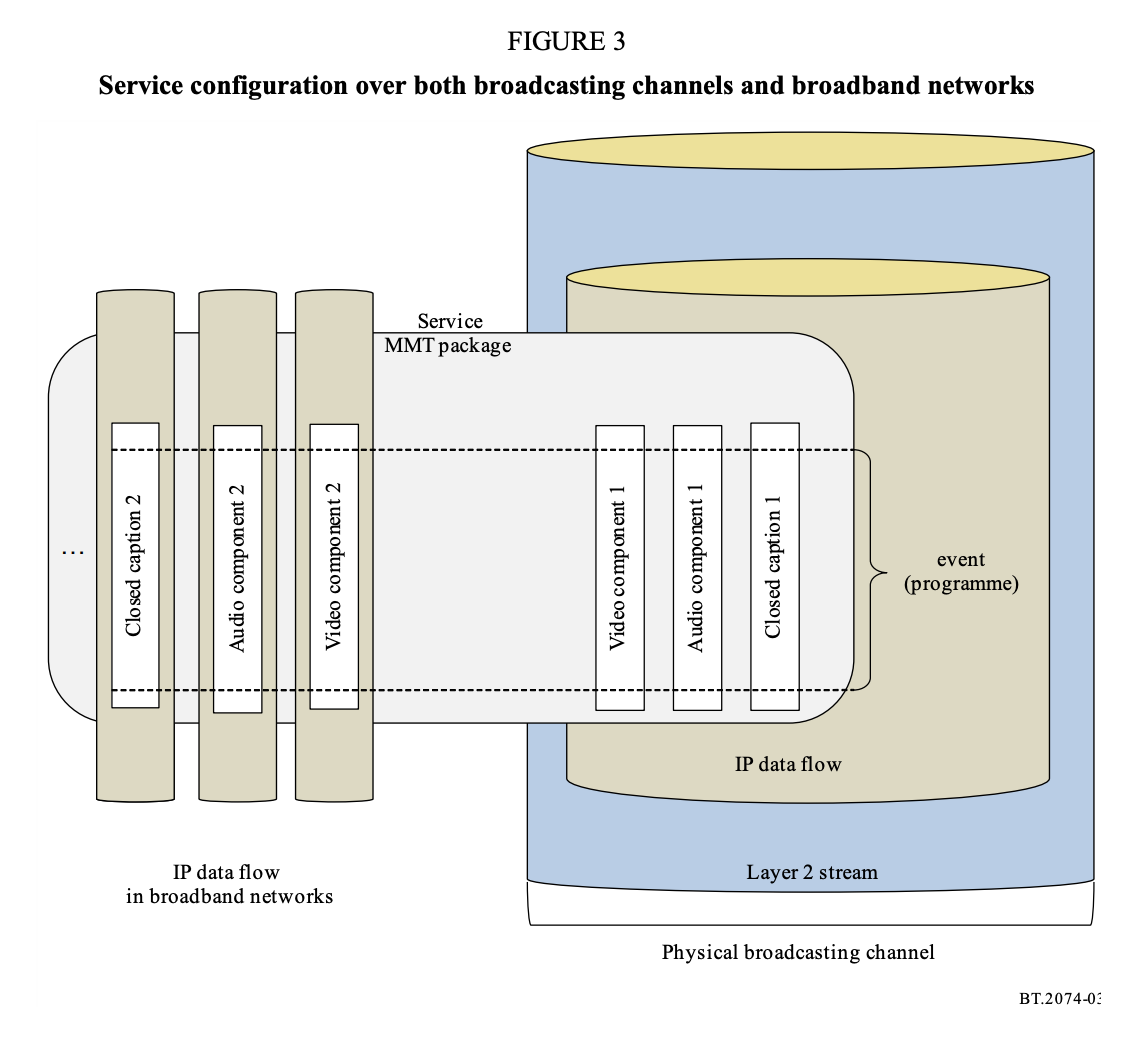 FIGURE 3
Service configuration over both broadcasting channels and broadband networks
Service
MMT package
...
Closed caption 2
Audio component 2
Video component 2
Video component 1
Audio component 1
Closed caption 1
event
(programme)
IP data flow
IP data flow
in broadband networks
Layer 2 stream
Physical broadcasting channel
BT.2074-03